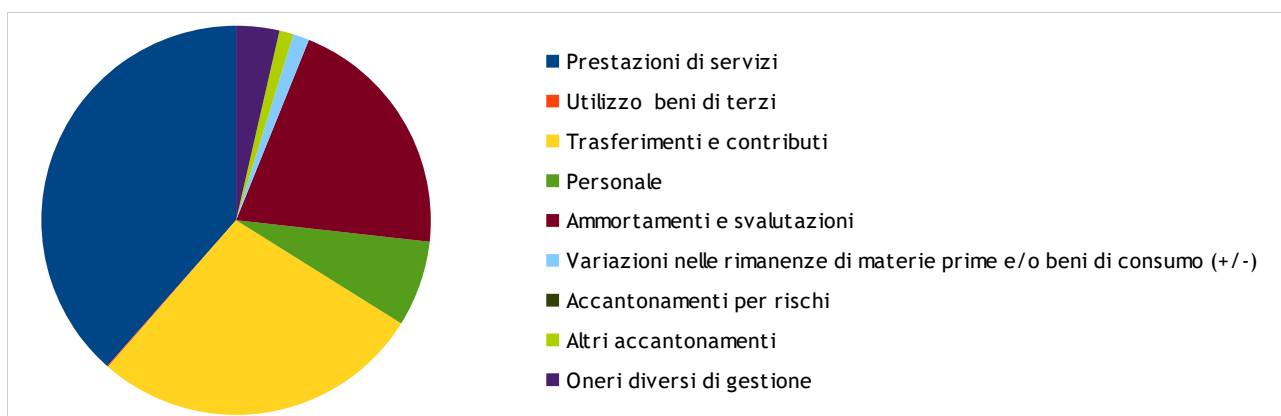 Prestazioni di servizi
Utilizzo beni di terzi
Trasferimenti e contributi
Personale
Ammortamenti e svalutazioni
Variazioni nelle rimanenze di materie prime e/o beni di consumo (+/-)
Accantonamenti per rischi
Altri accantonamenti
Oneri diversi di gestione